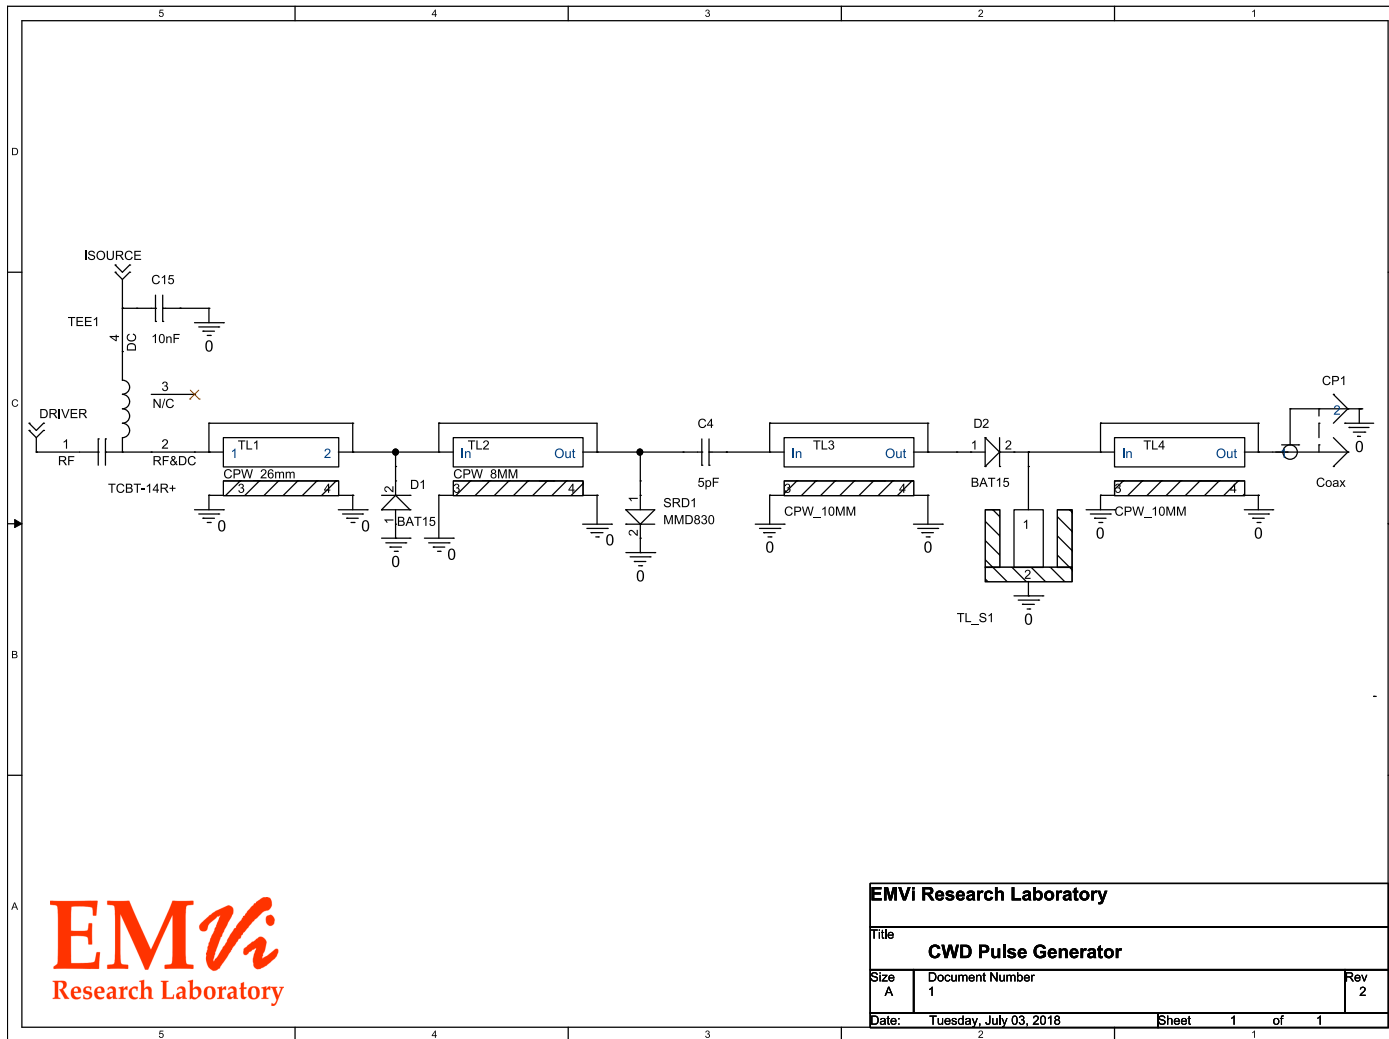 5 4 3 2 1
D
ISOURCE
C15
TEE1
4
DC
10nF
0
3
N/C
CP1
C
2
0
DRIVER
1
RF
2
RF&DC
TCBT-14R+
TL1
1 2
CPW_26mm
3 4
0 0
2
D1
1
BAT15
0
TL2
In Out
CPW_8MM
3 4
0 0
1
SRD1
MMD830
2
0
C4
5pF
TL3
In Out
3 4
CPW_10MM
0 0
D2
1 2
BAT15
1
2
TL_S1
0
TL4
In Out
3 4
CPW_10MM
0 0
1
Coax
B
-
A
EMVi
Research Laboratory
EMVi Research Laboratory
Title
CWD Pulse Generator
Size Document Number Rev
A 1 2
Date: Tuesday, July 03, 2018 Sheet 1 of 1
5 4 3 2 1